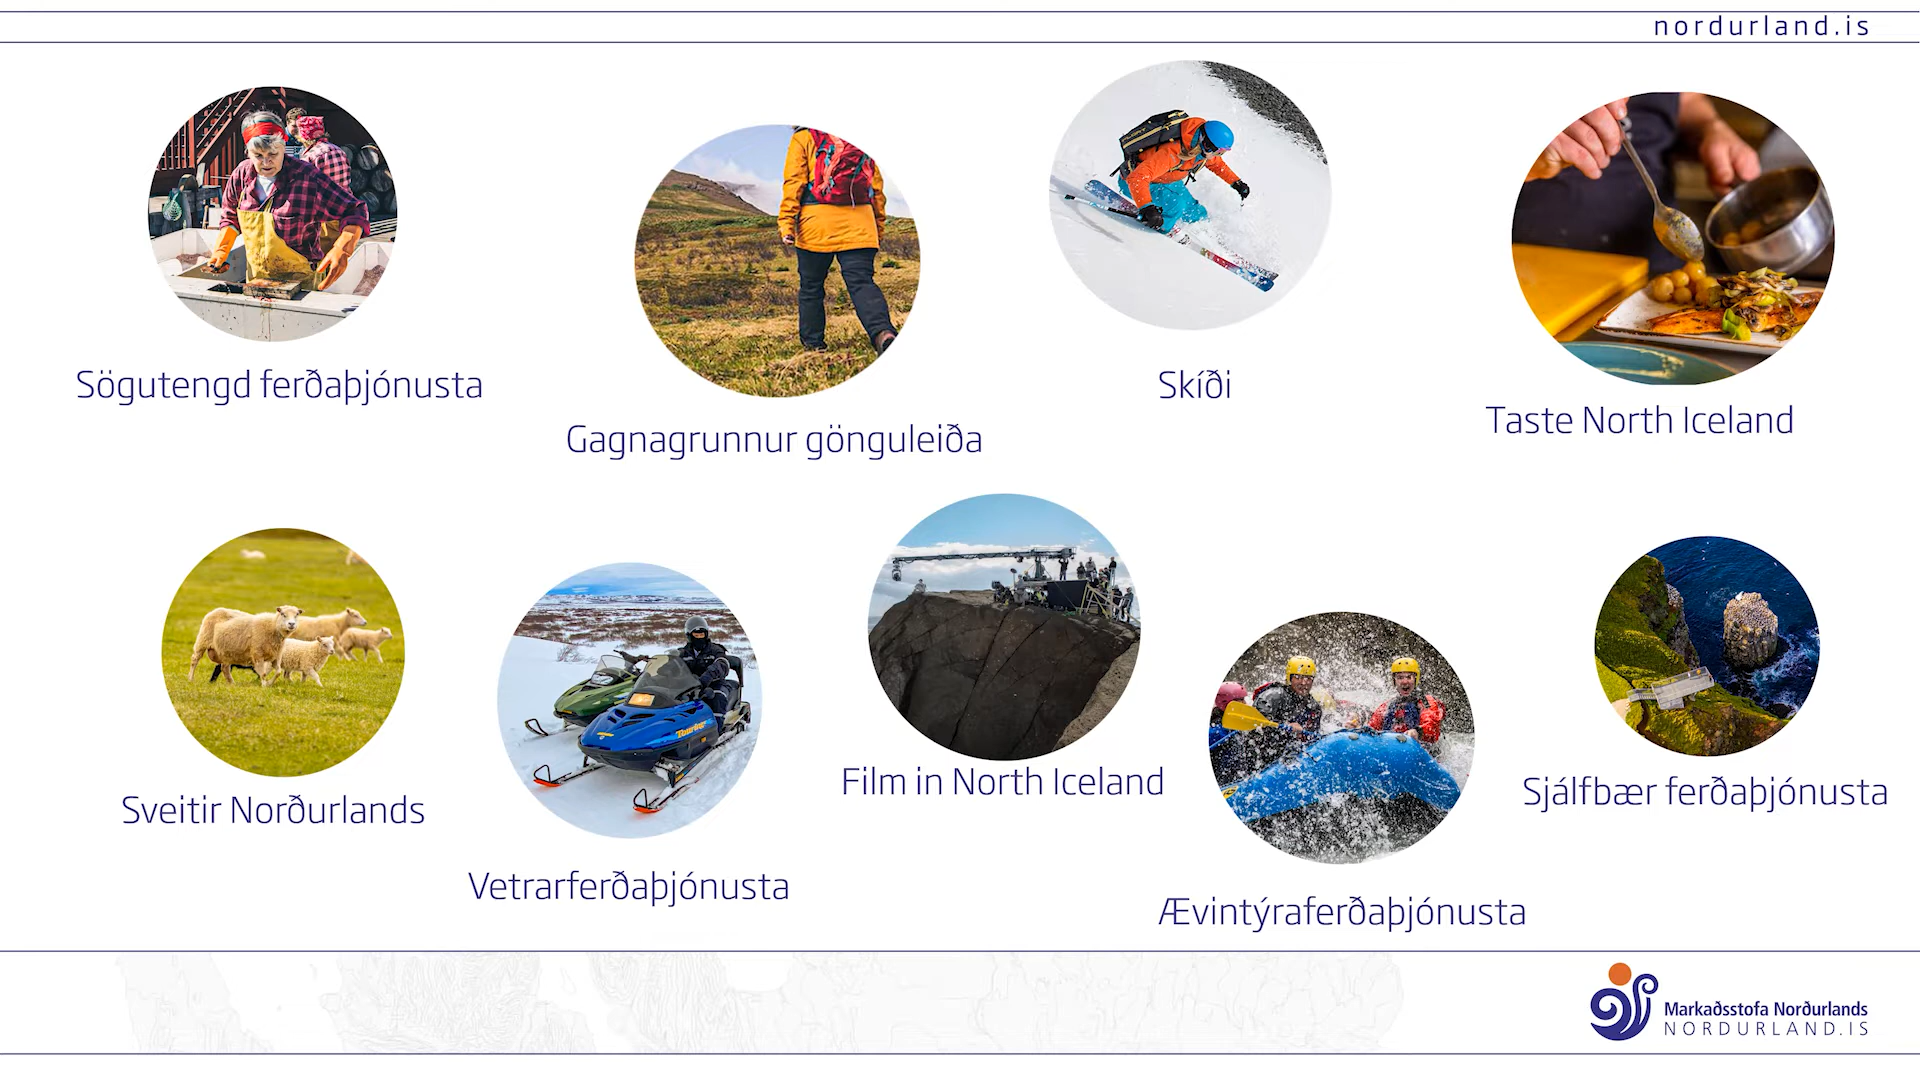 nordurland.is
Sögutengd ferðaþjónusta
Gagnagrunnur gönguleiða
Skíði
Taste North Iceland
Sveitir Norðurlands
Vetrarferðaþjónusta
Film in North Iceland
Ævintýraferðaþjónusta
Sjálfbær ferðaþjónusta
Touring
Markaðsstofa Norðurlands
NORDURLAND.IS